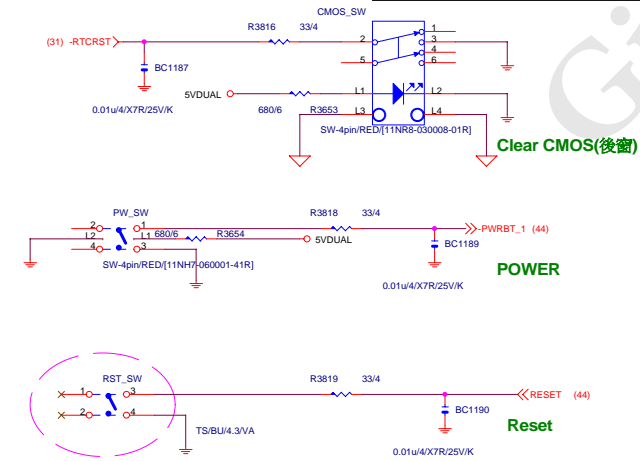 CMOS_SW
R3816 33/4
(31) -RTCRST
2 1
3
4
5 6
BC1187
0.01u/4/X7R/25V/K
5VDUAL
L1 L2
680/6 R3653
L3 L4
SW-4pin/RED/[11NR8-030008-01R]
Clear CMOS(後窗)
Gi
PW_SW
R3818 33/4
2 1
L2 L1 680/6 R3654
4 3
5VDUAL
-PWRBT_1 (44)
BC1189
SW-4pin/RED/[11NH7-060001-41R]
0.01u/4/X7R/25V/K
POWER
RST_SW
R3819 33/4
1 3
2 4
RESET (44)
TS/BU/4.3/VA
BC1190
0.01u/4/X7R/25V/K
Reset